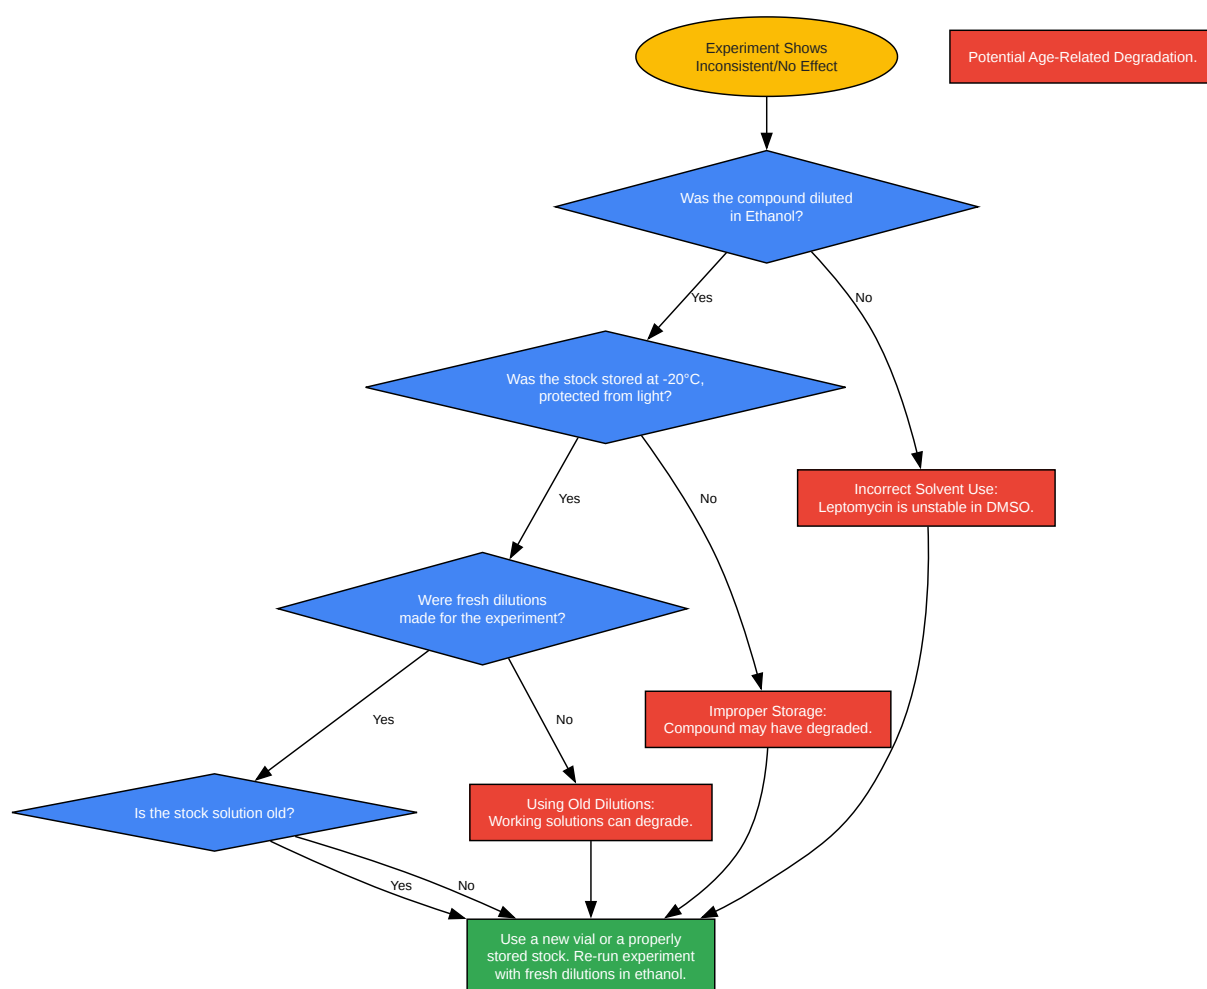 Experiment Shows
Inconsistent/No Effect
Potential Age-Related Degradation.
Was the compound diluted
in Ethanol?
Yes
No
Was the stock stored at -20°C,
protected from light?
Yes
No
Incorrect Solvent Use:
Leptomycin is unstable in DMSO.
Were fresh dilutions
made for the experiment?
Yes
No
Improper Storage:
Compound may have degraded.
Is the stock solution old?
Using Old Dilutions:
Working solutions can degrade.
Yes
No
Use a new vial or a properly
stored stock. Re-run experiment
with fresh dilutions in ethanol.